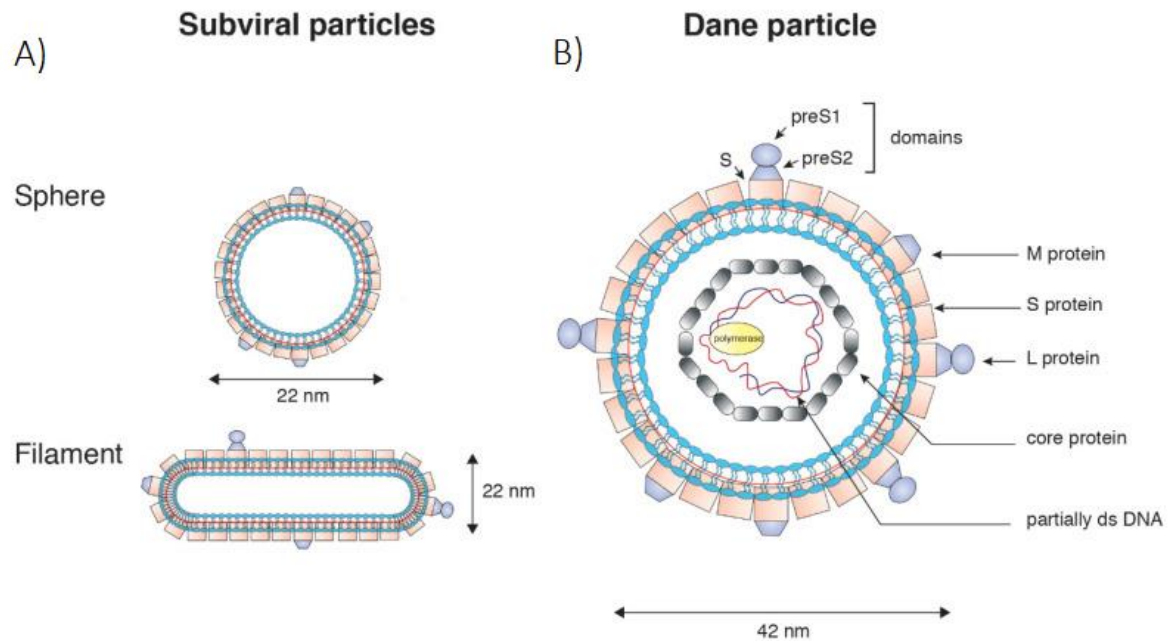 Subviral particles
A)
Sphere
22 nm
Filament
22 nm
Dane particle
B)
preS1
preS2
domains
S
M protein
S protein
L protein
polymerase
core protein
partially ds DNA
42 nm